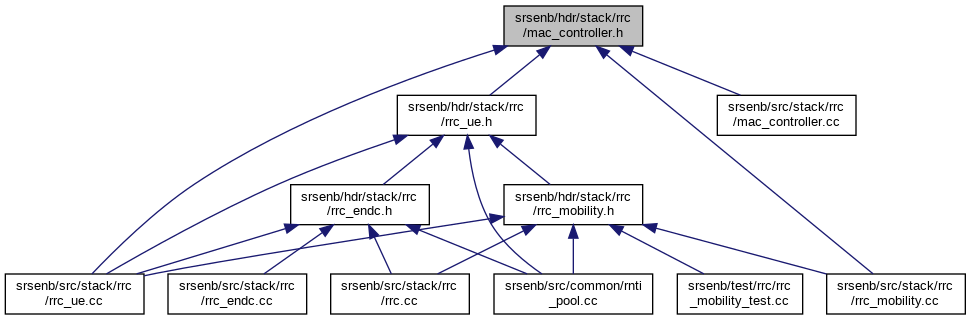 srsenb/hdr/stack/rrc
/mac_controller.h
srsenb/hdr/stack/rrc
/rrc_ue.h
srsenb/src/stack/rrc
/mac_controller.cc
srsenb/hdr/stack/rrc
/rrc_endc.h
srsenb/hdr/stack/rrc
/rrc_mobility.h
srsenb/src/stack/rrc
/rrc_ue.cc
srsenb/src/stack/rrc
/rrc_endc.cc
srsenb/src/stack/rrc
/rrc.cc
srsenb/src/common/rnti
_pool.cc
srsenb/test/rrc/rrc
_mobility_test.cc
srsenb/src/stack/rrc
/rrc_mobility.cc